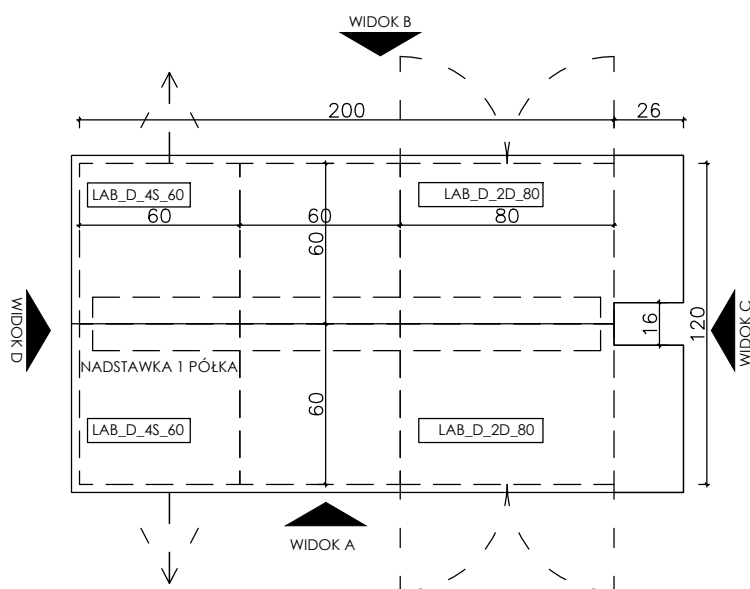 WIDOK B
200
26
LAB_D_4S_60
LAB_D_2D_80
60
60
80
60
WIDOK D
16
120
WIDOK C
NADSTAWKA 1 PÓŁKA
60
LAB_D_4S_60
LAB_D_2D_80
WIDOK A